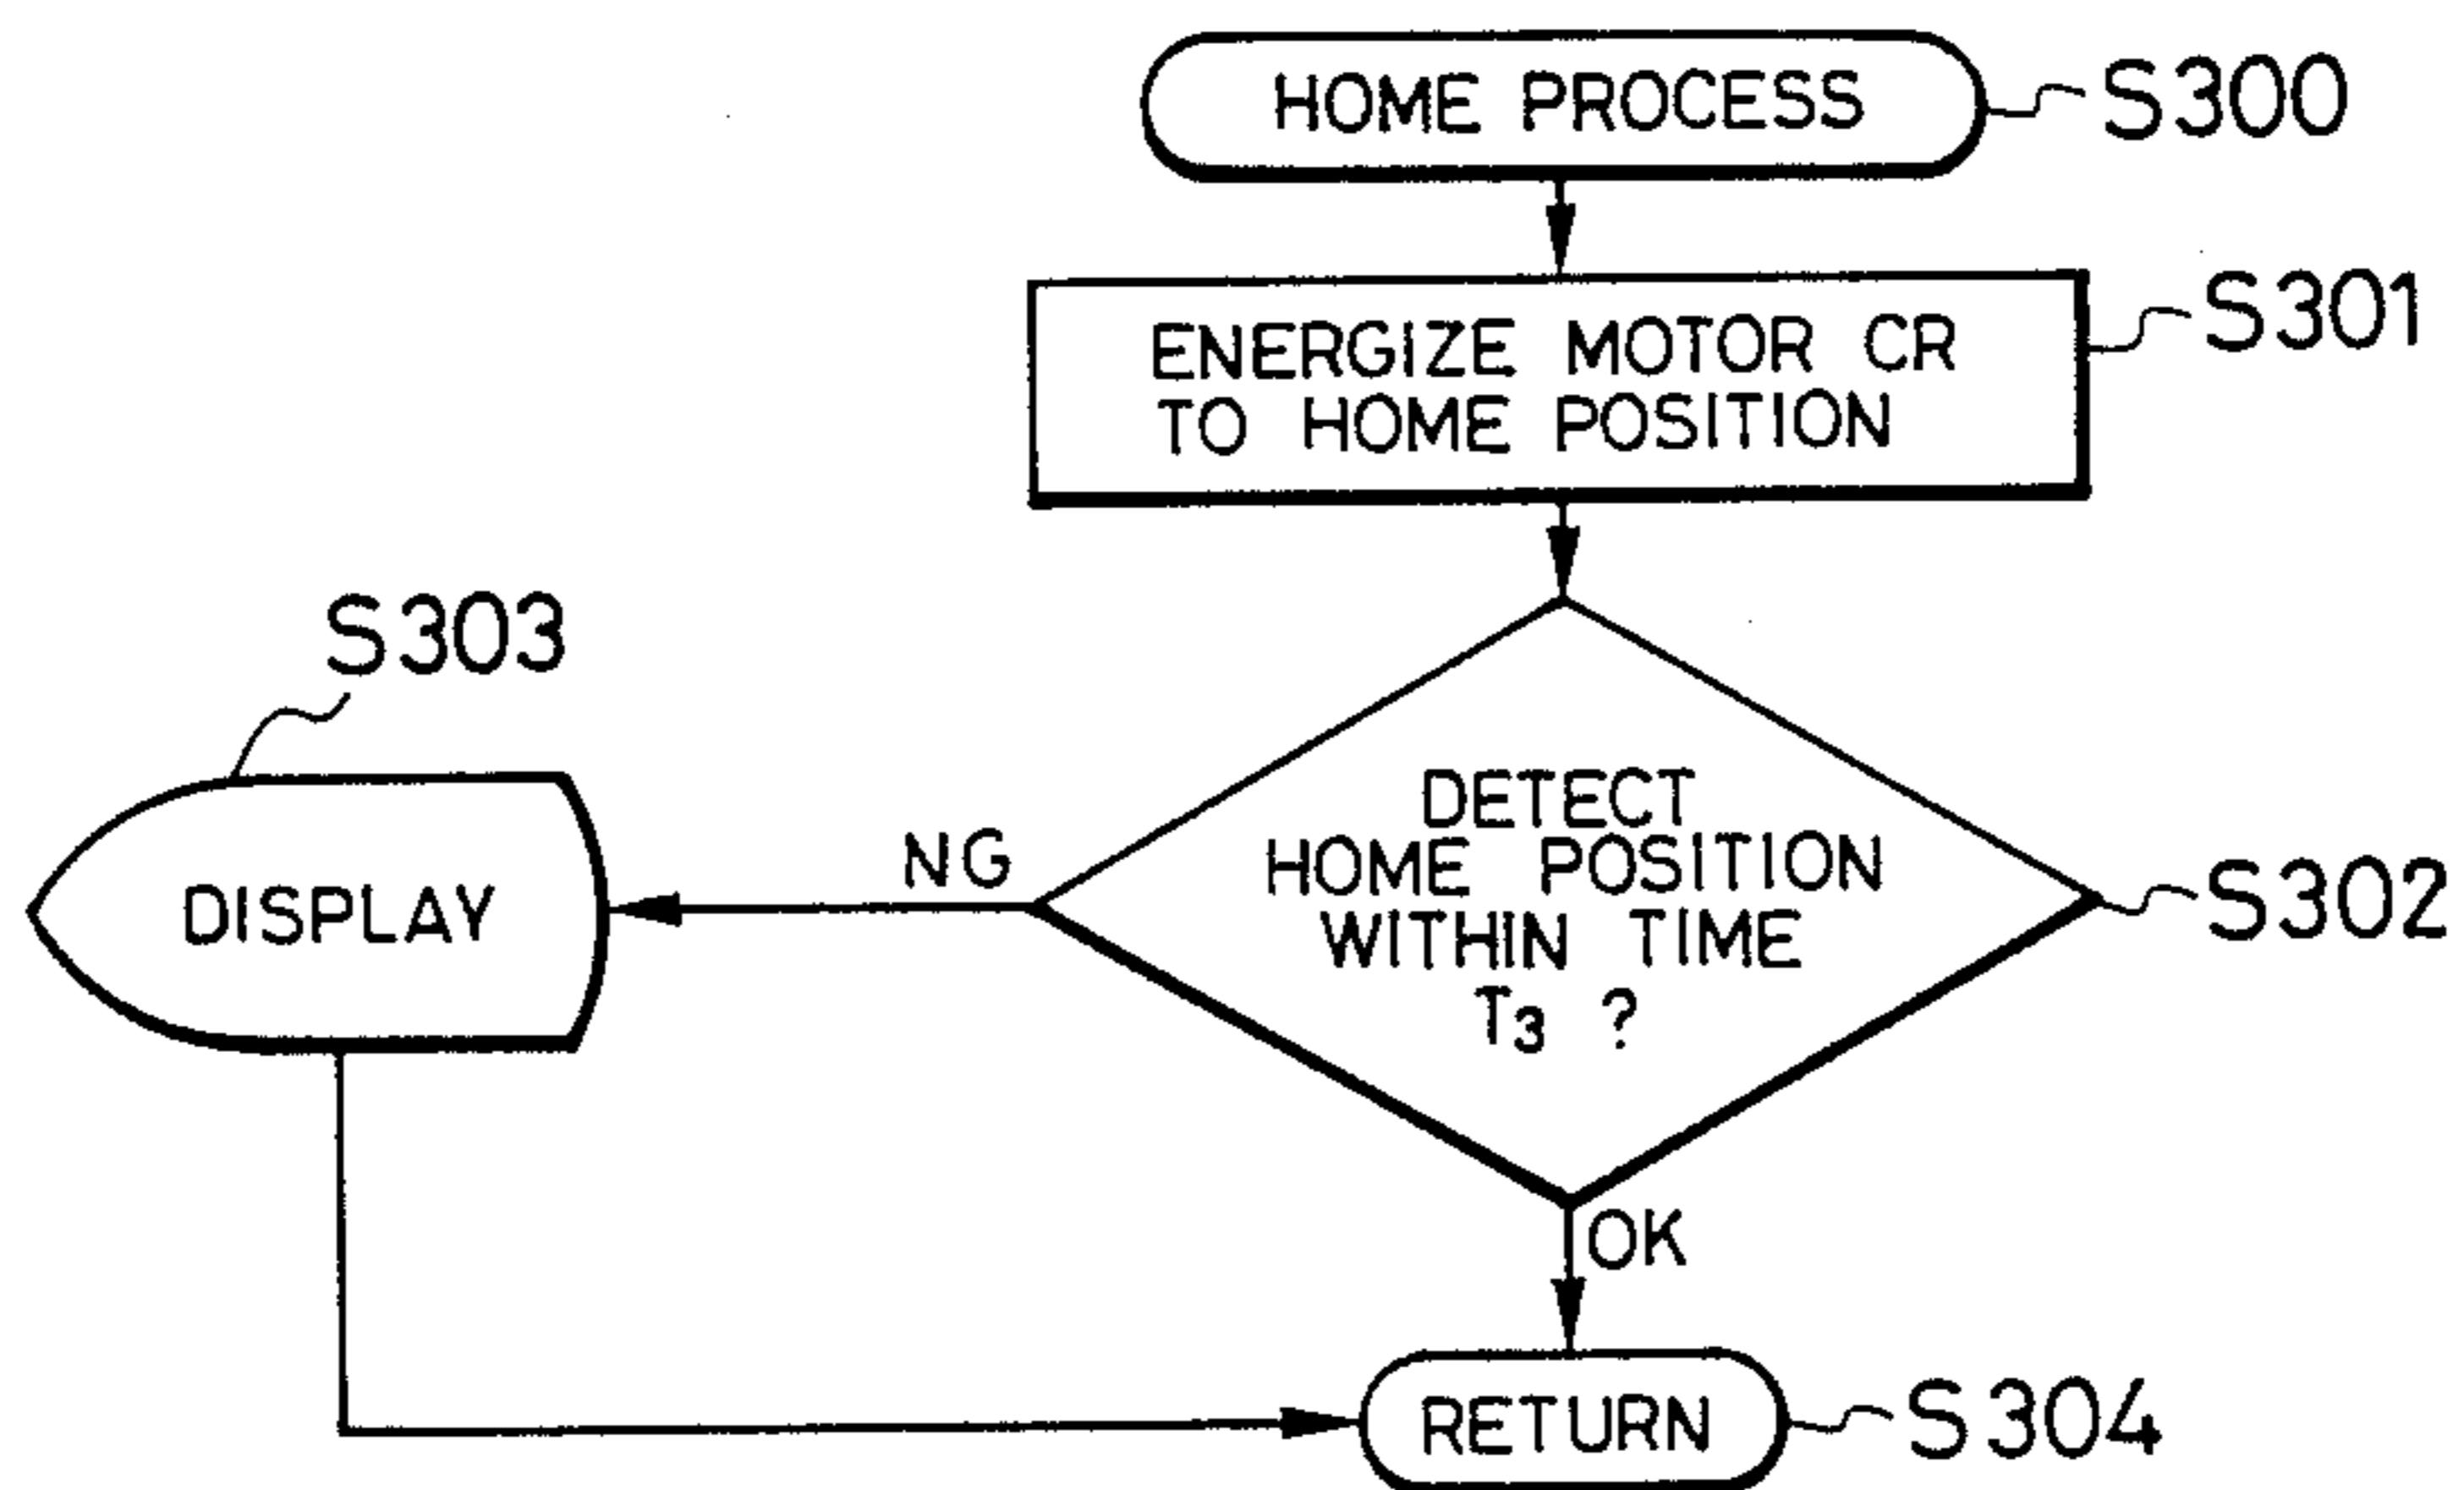 HOME PROCESS
S300
ENERGIZE MOTOR CR
TO HOME POSITION
S301
S303
DETECT
HOME POSITION
WITHIN TIME
T₃ ?
S302
NG
DISPLAY
OK
RETURN
S304